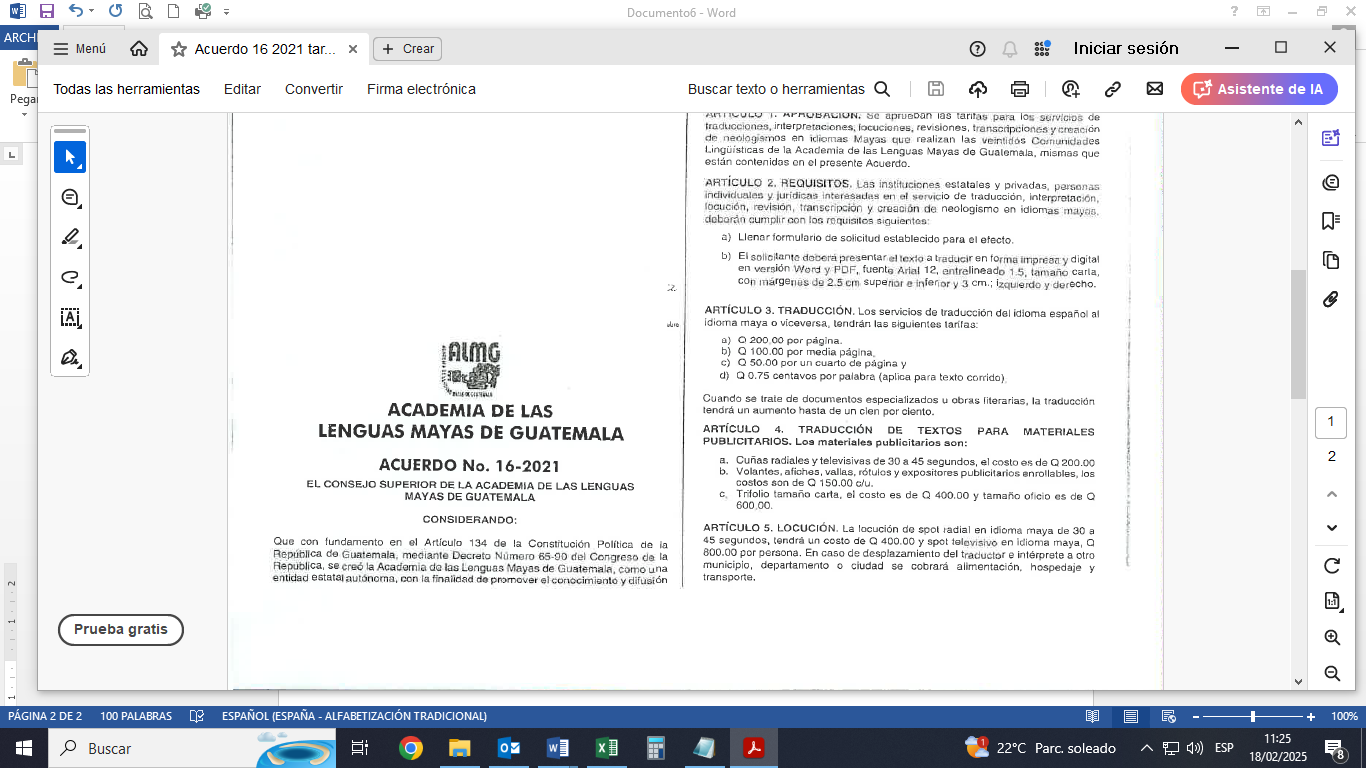 Documento6 - Word
ARCHI
Pegar
Menú
Acuerdo 16 2021 tar...
Crear
Iniciar sesión
Todas las herramientas
Editar
Convertir
Firma electrónica
Buscar texto o herramientas
Asistente de IA
ALMG
ACADEMIA DE LAS
LENGUAS MAYAS DE GUATEMALA
ACUERDO No. 16-2021
EL CONSEJO SUPERIOR DE LA ACADEMIA DE LAS LENGUAS
MAYAS DE GUATEMALA
CONSIDERANDO:
Que con fundamento en el Artículo 134 de la Constitución Política de la
República de Guatemala, mediante Decreto Número 65-90 del Congreso de la
República, se creó la Academia de las Lenguas Mayas de Guatemala, como una
entidad estatal autónoma, con la finalidad de promover el conocimiento y difusión
ARTÍCULO 1. APROBACIÓN. Se aprueban las tarifas para los servicios de
traducciones, interpretaciones, locuciones, revisiones, transcripciones y creación
de neologismos en idiomas Mayas que realizan las veintidós Comunidades
Lingüísticas de la Academia de las Lenguas Mayas de Guatemala, mismas que
están contenidas en el presente Acuerdo.
ARTÍCULO 2. REQUISITOS. Las instituciones estatales y privadas, personas
individuales y jurídicas interesadas en el servicio de traducción, interpretación,
locución, revisión, transcripción y creación de neologismo en idiomas mayas,
deberán cumplir con los requisitos siguientes:
a) Llenar formulario de solicitud establecido para el efecto.
b) El solicitante deberá presentar el texto a traducir en forma impresa y digital
en versión Word y PDF, fuente Arial 12, entrelineado 1.5, tamaño carta,
con márgenes de 2.5 cm superior e inferior y 3 cm.; izquierdo y derecho.
ARTÍCULO 3. TRADUCCIÓN. Los servicios de traducción del idioma español al
idioma maya o viceversa, tendrán las siguientes tarifas:
a) Q 200.00 por página.
b) Q 100.00 por media página,
c) Q 50.00 por un cuarto de página y
d) Q 0.75 centavos por palabra (aplica para texto corrido).
Cuando se trate de documentos especializados u obras literarias, la traducción
tendrá un aumento hasta de un cien por ciento.
ARTÍCULO 4. TRADUCCIÓN DE TEXTOS PARA MATERIALES
PUBLICITARIOS. Los materiales publicitarios son:
a. Cuñas radiales y televisivas de 30 a 45 segundos, el costo es de Q 200.00
b. Volantes, afiches, vallas, rótulos y expositores publicitarios enrollables, los
costos son de Q 150.00 c/u.
c, Trifolio tamaño carta, el costo es de Q 400.00 y tamaño oficio es de Q
600.00.
ARTÍCULO 5. LOCUCIÓN. La locución de spot radial en idioma maya de 30 a
45 segundos, tendrá un costo de Q 400.00 y spot televisivo en idioma maya, Q
800.00 por persona. En caso de desplazamiento del traductor e intérprete a otro
municipio, departamento o ciudad se cobrará alimentación, hospedaje y
transporte.
1
2
Prueba gratis
PÁGINA 2 DE 2
100 PALABRAS
ESPAÑOL (ESPAÑA - ALFABETIZACIÓN TRADICIONAL)
100%
Buscar
22°C Parc. soleado
ESP
11:25
18/02/2025
8